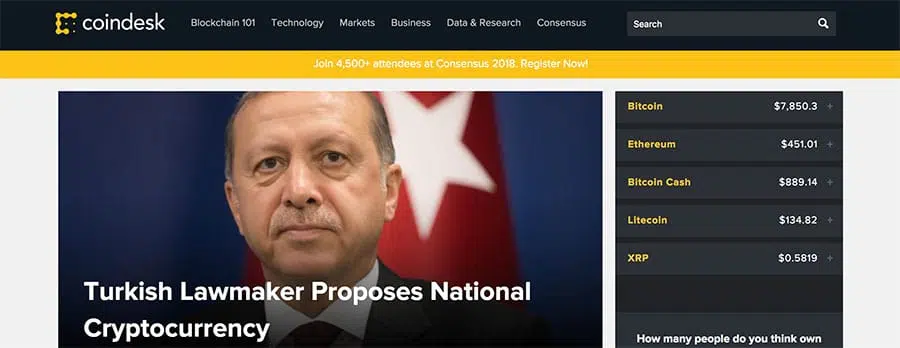 coindesk
Blockchain 101 Technology Markets Business Data & Research Consensus
Search
Join 4,500+ attendees at Consensus 2018. Register Now!
Turkish Lawmaker Proposes National
Cryptocurrency
Bitcoin $7,850.3 +
Ethereum $451.01 +
Bitcoin Cash $889.14 +
Litecoin $134.82 +
XRP $0.5819 +
How many people do you think own